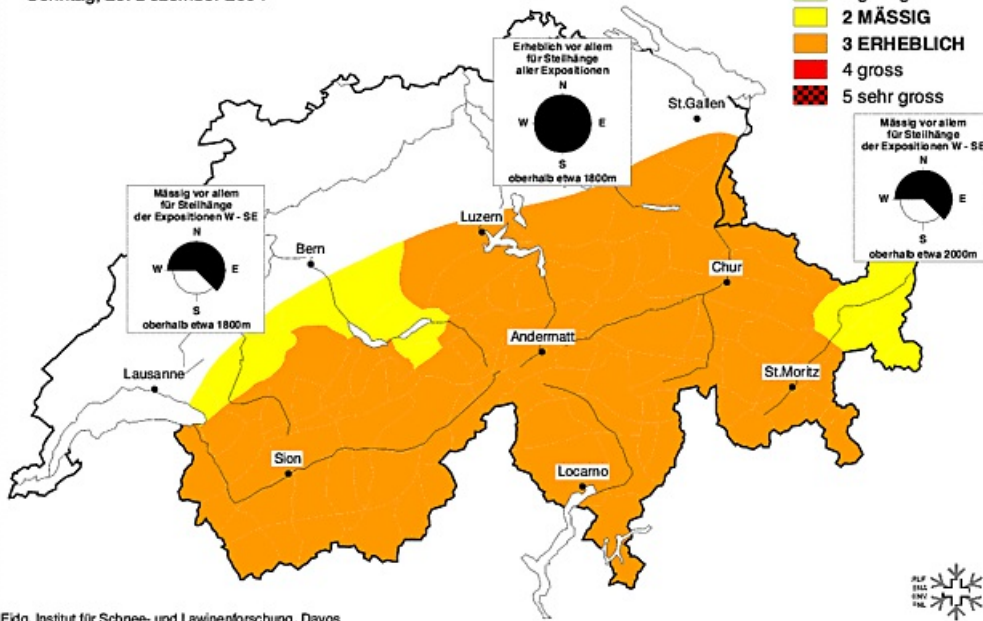 2 MÄSSIG
3 ERHEBLICH
4 gross
5 sehr gross
Erheblich vor allem
für Steilhänge
aller Expositionen
N
W E
S
oberhalb etwa 1800m
St.Gallen
Mässig vor allem
für Steilhänge
der Expositionen W - SE
N
W E
S
oberhalb etwa 2000m
Mässig vor allem
für Steilhänge
der Expositionen W - SE
N
W E
S
oberhalb etwa 1800m
Luzern
Bern
Chur
Andermatt
Lausanne
St.Moritz
Sion
Locarno
SLF
Eidg. Institut für Schnee- und Lawinenforschung, Davos